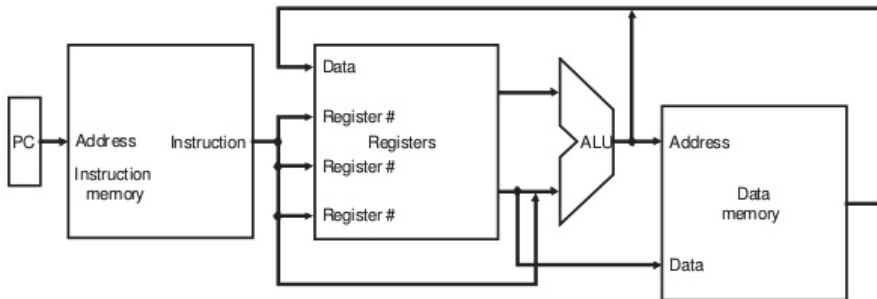 PC
Address
Instruction
Instruction
memory
Data
Register #
Registers
Register #
Register #
ALU
Address
Data
memory
Data